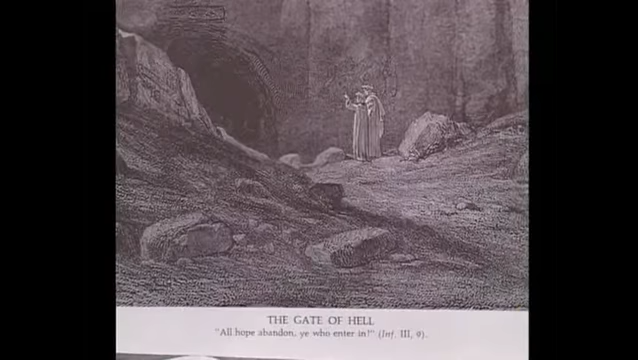 THE GATE OF HELL
"All hope abandon, ye who enter in!" (Inf. III, 9).